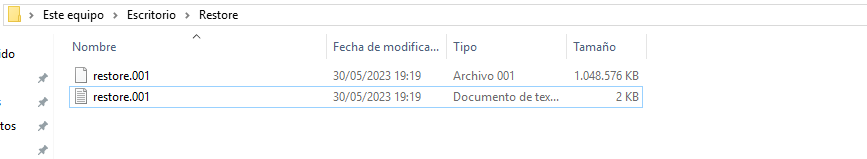 Este equipo > Escritorio > Restore
Nombre Fecha de modifica... Tipo Tamaño
ido
restore.001 30/05/2023 19:19 Archivo 001 1.048.576 KB
restore.001 30/05/2023 19:19 Documento de tex... 2 KB
s
tos